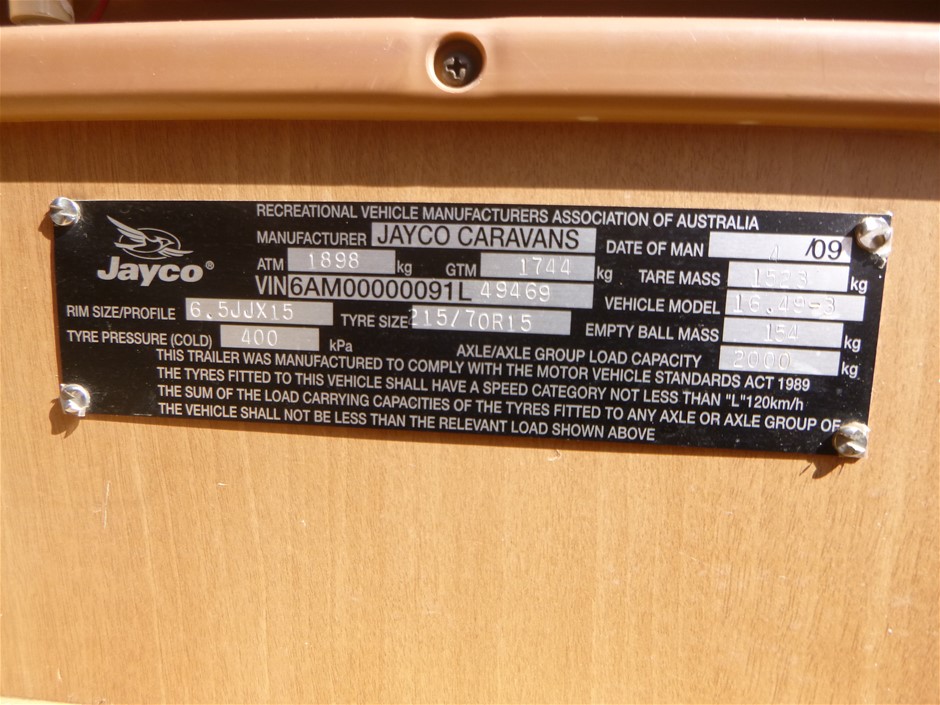 RECREATIONAL VEHICLE MANUFACTURERS ASSOCIATION OF AUSTRALIA
Jayco®
MANUFACTURER JAYCO CARAVANS DATE OF MAN 4 /09
ATM 1898 kg GTM 1744 kg TARE MASS 1523 kg
VIN 6AM00000091L 49469 VEHICLE MODEL 16.49-3
RIM SIZE/PROFILE 6.5JJX15 TYRE SIZE 215/70R15 EMPTY BALL MASS 154 kg
TYRE PRESSURE (COLD) 400 kPa AXLE/AXLE GROUP LOAD CAPACITY 2000 kg
THIS TRAILER WAS MANUFACTURED TO COMPLY WITH THE MOTOR VEHICLE STANDARDS ACT 1989
THE TYRES FITTED TO THIS VEHICLE SHALL HAVE A SPEED CATEGORY NOT LESS THAN "L"120km/h
THE SUM OF THE LOAD CARRYING CAPACITIES OF THE TYRES FITTED TO ANY AXLE OR AXLE GROUP OF
THE VEHICLE SHALL NOT BE LESS THAN THE RELEVANT LOAD SHOWN ABOVE